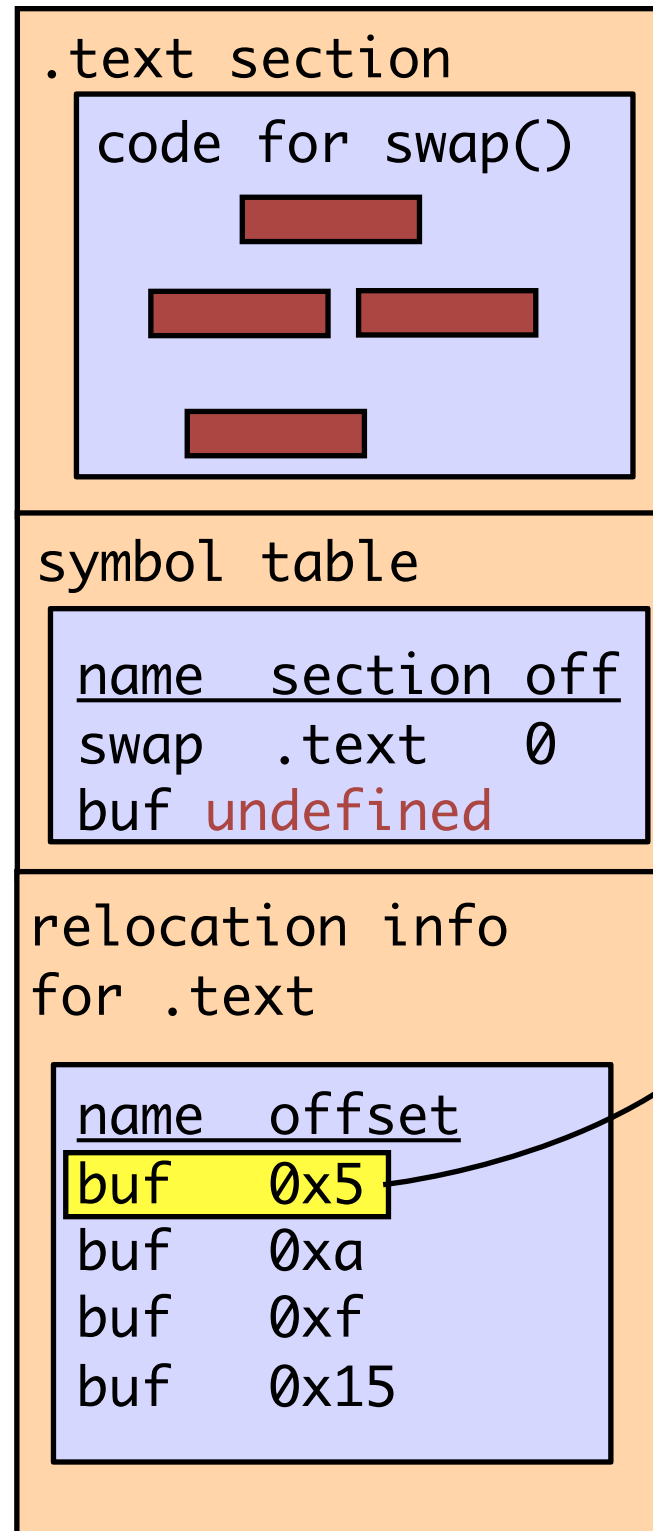 .text section
code for swap()
symbol table
name section off
swap .text 0
buf undefined
relocation info
for .text
name offset
buf 0x5
buf 0xa
buf 0xf
buf 0x15